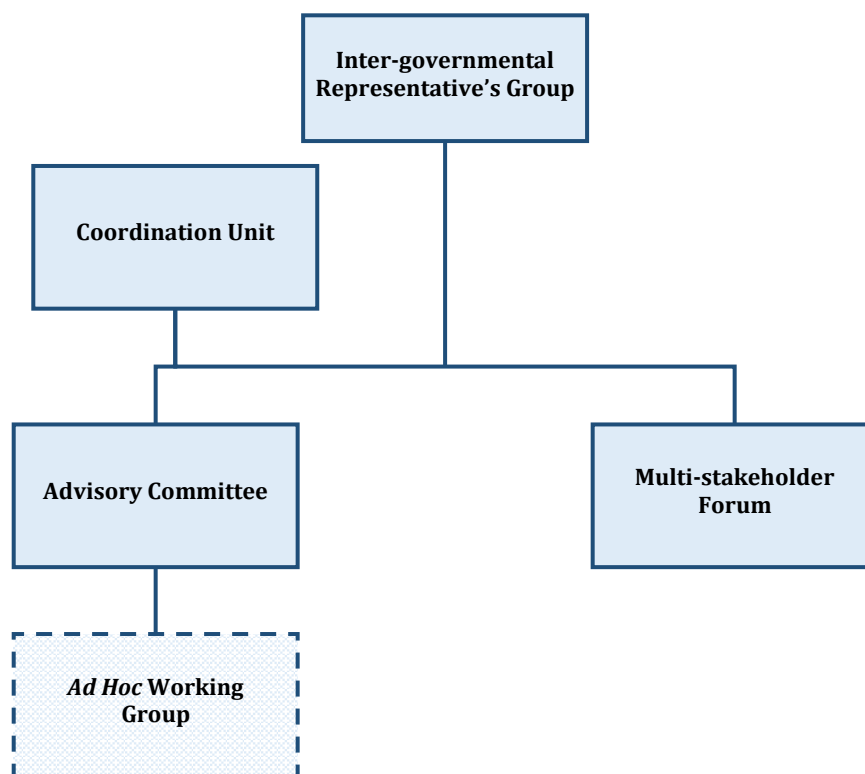 Inter-governmental
Representative’s Group
Coordination Unit
Advisory Committee
Multi-stakeholder
Forum
Ad Hoc Working
Group